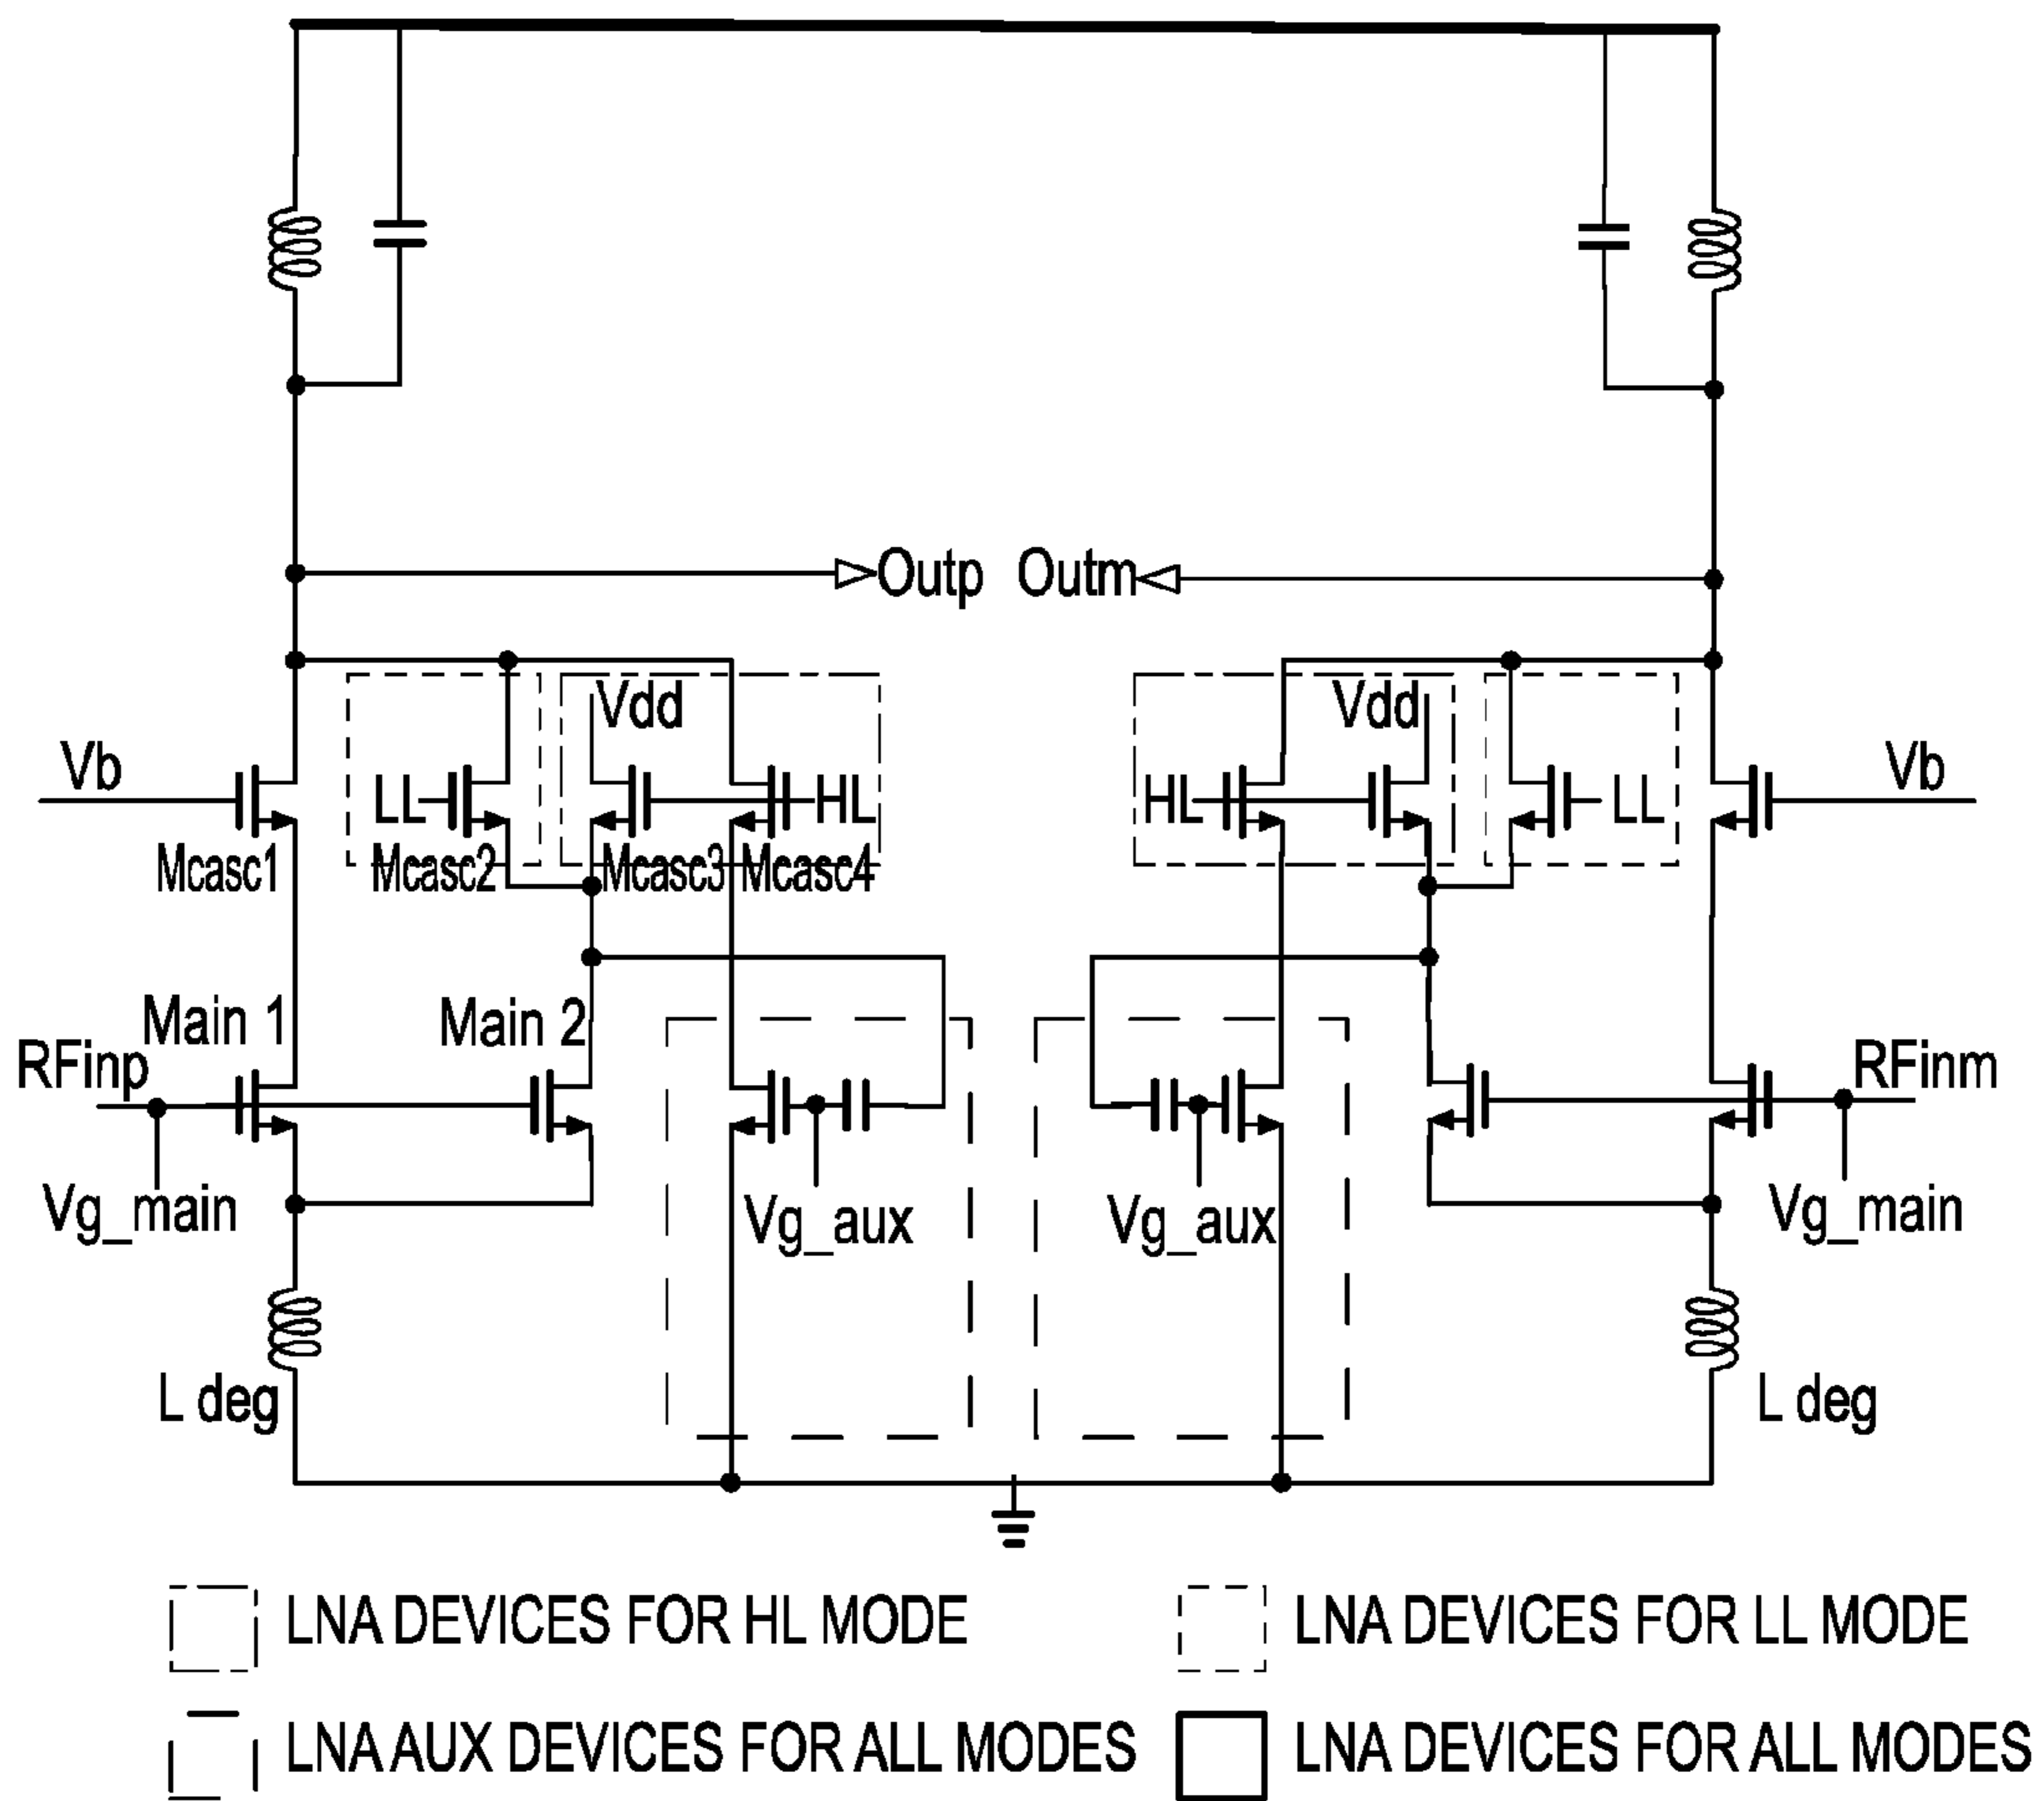 Outp Outm
Vdd Vdd
Vb LL HL HL LL Vb
Mcasc1 Mcasc2 Mcasc3 Mcasc4
Main 1 Main 2
RFinp RFinm
Vg_main Vg_aux Vg_aux Vg_main
L deg L deg
LNA DEVICES FOR HL MODE
LNA DEVICES FOR LL MODE
LNA AUX DEVICES FOR ALL MODES
LNA DEVICES FOR ALL MODES